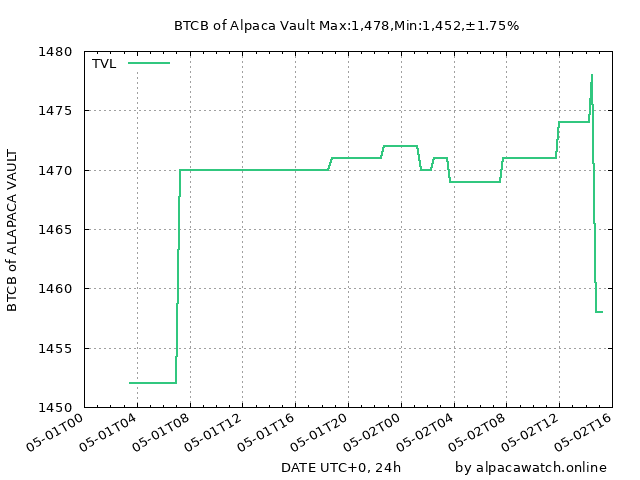 BTCB of Alpaca Vault Max:1,478,Min:1,452,±1.75%
TVL
BTCB of ALAPACA VAULT
1480
1475
1470
1465
1460
1455
1450
05-01T00
05-01T04
05-01T08
05-01T12
05-01T16
05-01T20
05-02T00
05-02T04
05-02T08
05-02T12
05-02T16
DATE UTC+0, 24h
by alpacawatch.online